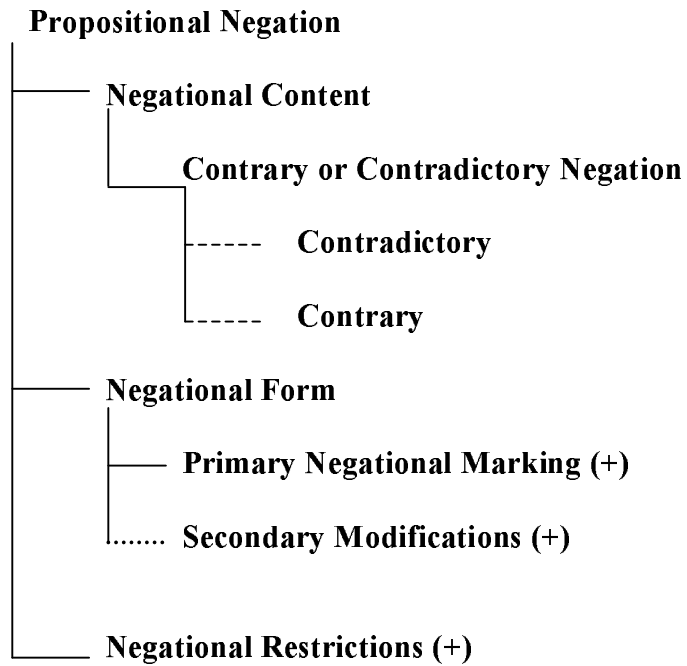 Propositional Negation
Negational Content
Contrary or Contradictory Negation
Contradictory
Contrary
Negational Form
Primary Negational Marking (+)
Secondary Modifications (+)
Negational Restrictions (+)